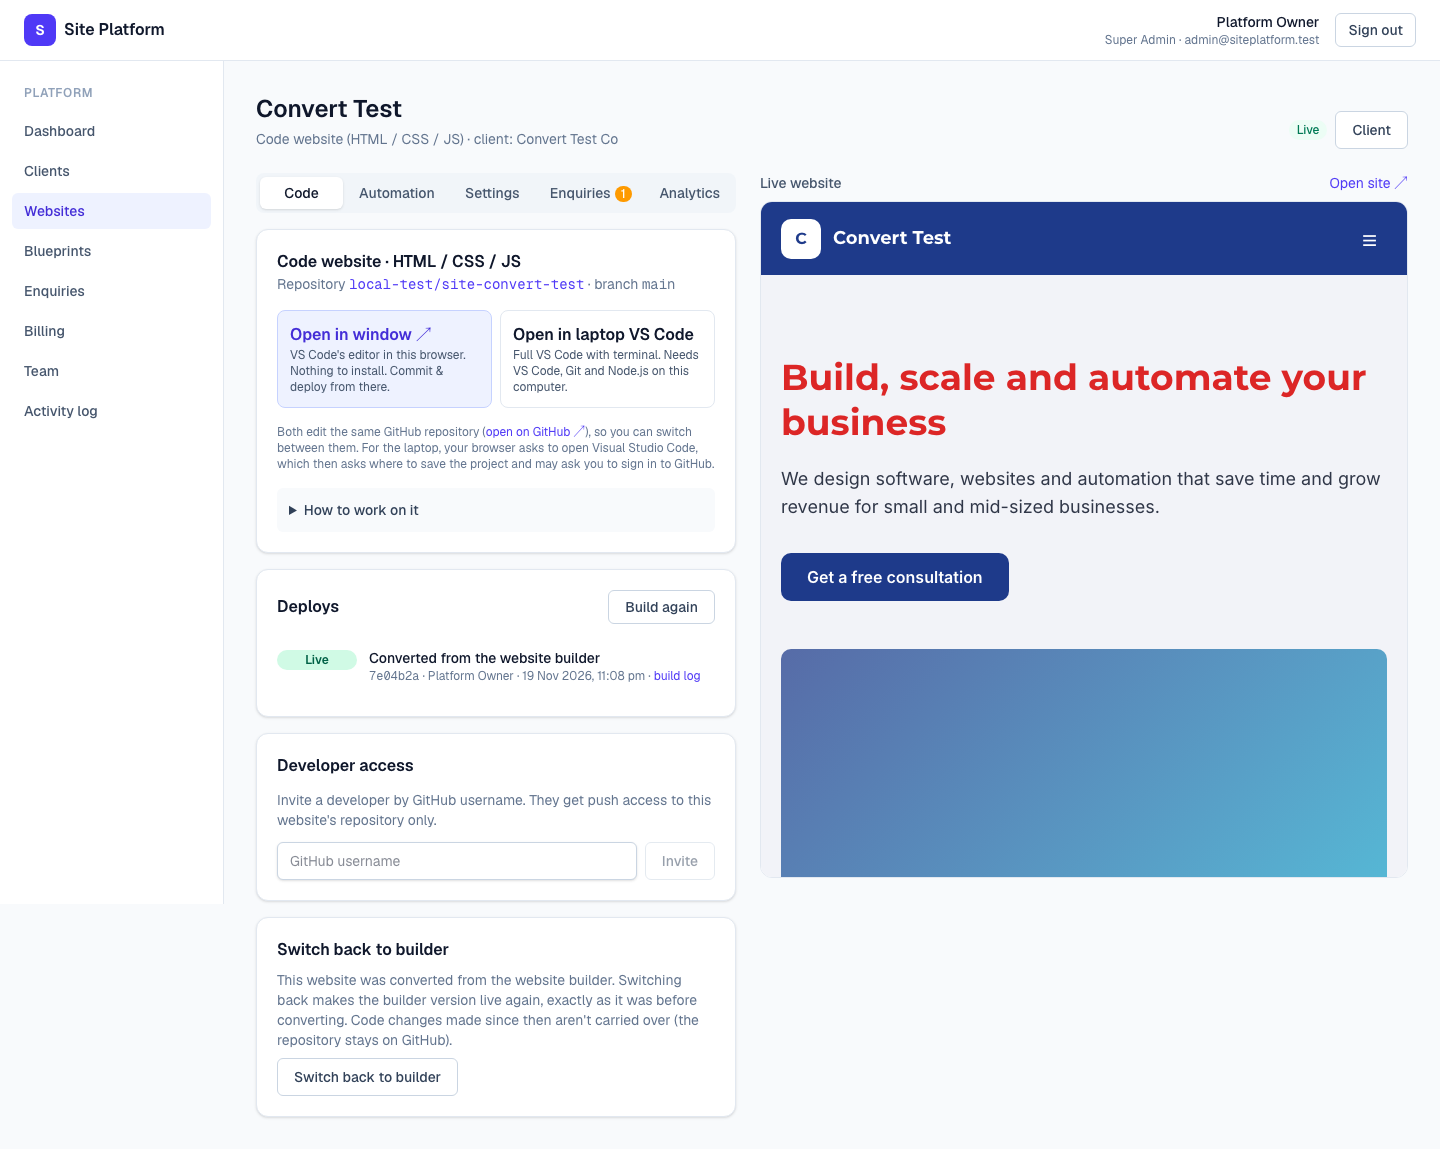 S Site Platform
Platform Owner
Super Admin · admin@siteplatform.test
Sign out
PLATFORM
Dashboard
Clients
Websites
Blueprints
Enquiries
Billing
Team
Activity log
Convert Test
Code website (HTML / CSS / JS) · client: Convert Test Co
Live
Client
Code Automation Settings Enquiries 1 Analytics
Code website · HTML / CSS / JS
Repository local-test/site-convert-test · branch main
Open in window ↗
VS Code's editor in this browser.
Nothing to install. Commit &
deploy from there.
Open in laptop VS Code
Full VS Code with terminal. Needs
VS Code, Git and Node.js on this
computer.
Both edit the same GitHub repository (open on GitHub ↗), so you can switch
between them. For the laptop, your browser asks to open Visual Studio Code,
which then asks where to save the project and may ask you to sign in to GitHub.
▶ How to work on it
Deploys
Build again
Live
Converted from the website builder
7e04b2a · Platform Owner · 19 Nov 2026, 11:08 pm · build log
Developer access
Invite a developer by GitHub username. They get push access to this
website's repository only.
GitHub username
Invite
Switch back to builder
This website was converted from the website builder. Switching
back makes the builder version live again, exactly as it was before
converting. Code changes made since then aren't carried over (the
repository stays on GitHub).
Switch back to builder
Live website
Open site ↗
C Convert Test
Build, scale and automate your
business
We design software, websites and automation that save time and grow
revenue for small and mid-sized businesses.
Get a free consultation